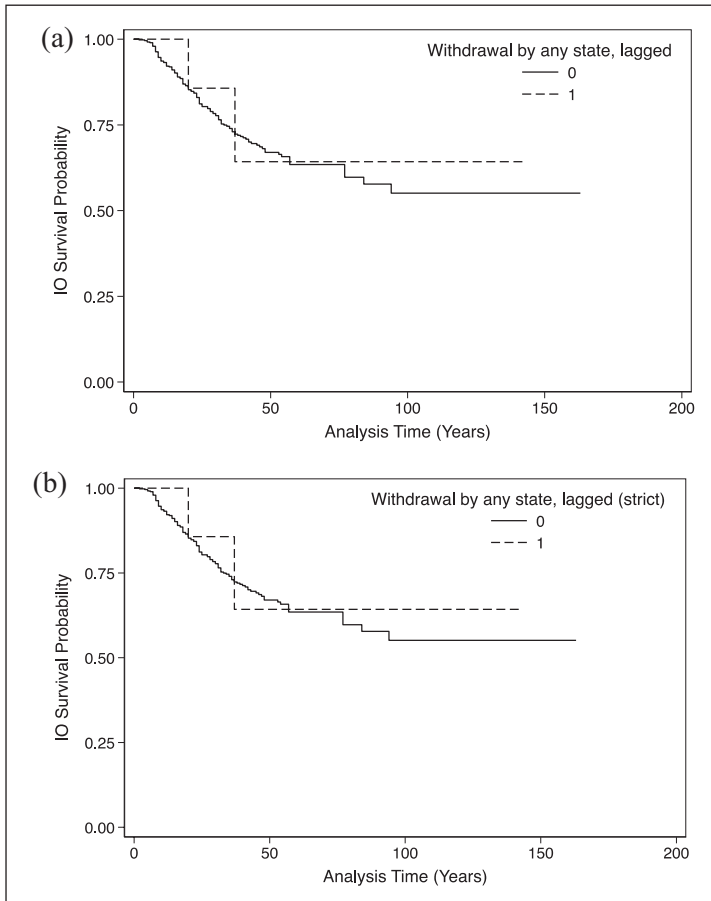 (a)
Withdrawal by any state, lagged
0
1
1.00
0.75
0.50
0.25
0.00
IO Survival Probability
0 50 100 150 200
Analysis Time (Years)
(b)
Withdrawal by any state, lagged (strict)
0
1
1.00
0.75
0.50
0.25
0.00
IO Survival Probability
0 50 100 150 200
Analysis Time (Years)